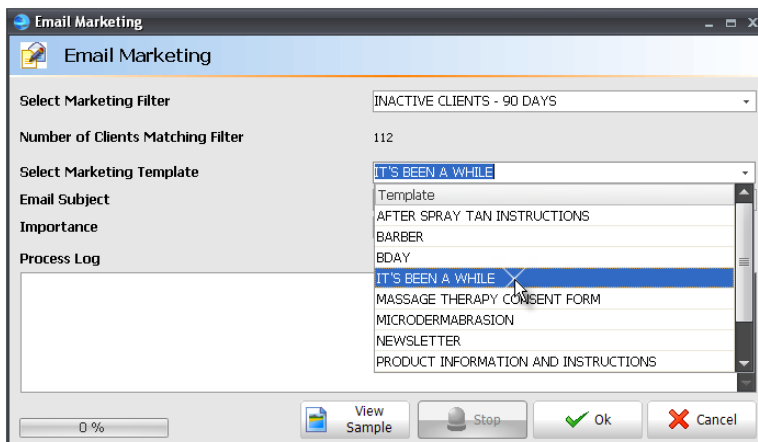 Email Marketing
Email Marketing
Select Marketing Filter
INACTIVE CLIENTS - 90 DAYS
Number of Clients Matching Filter
112
Select Marketing Template
IT'S BEEN A WHILE
Email Subject
Importance
Process Log
Template
AFTER SPRAY TAN INSTRUCTIONS
BARBER
BDAY
IT'S BEEN A WHILE
MASSAGE THERAPY CONSENT FORM
MICRODERMABRASION
NEWSLETTER
PRODUCT INFORMATION AND INSTRUCTIONS
0 %
View
Sample
Stop
Ok
Cancel